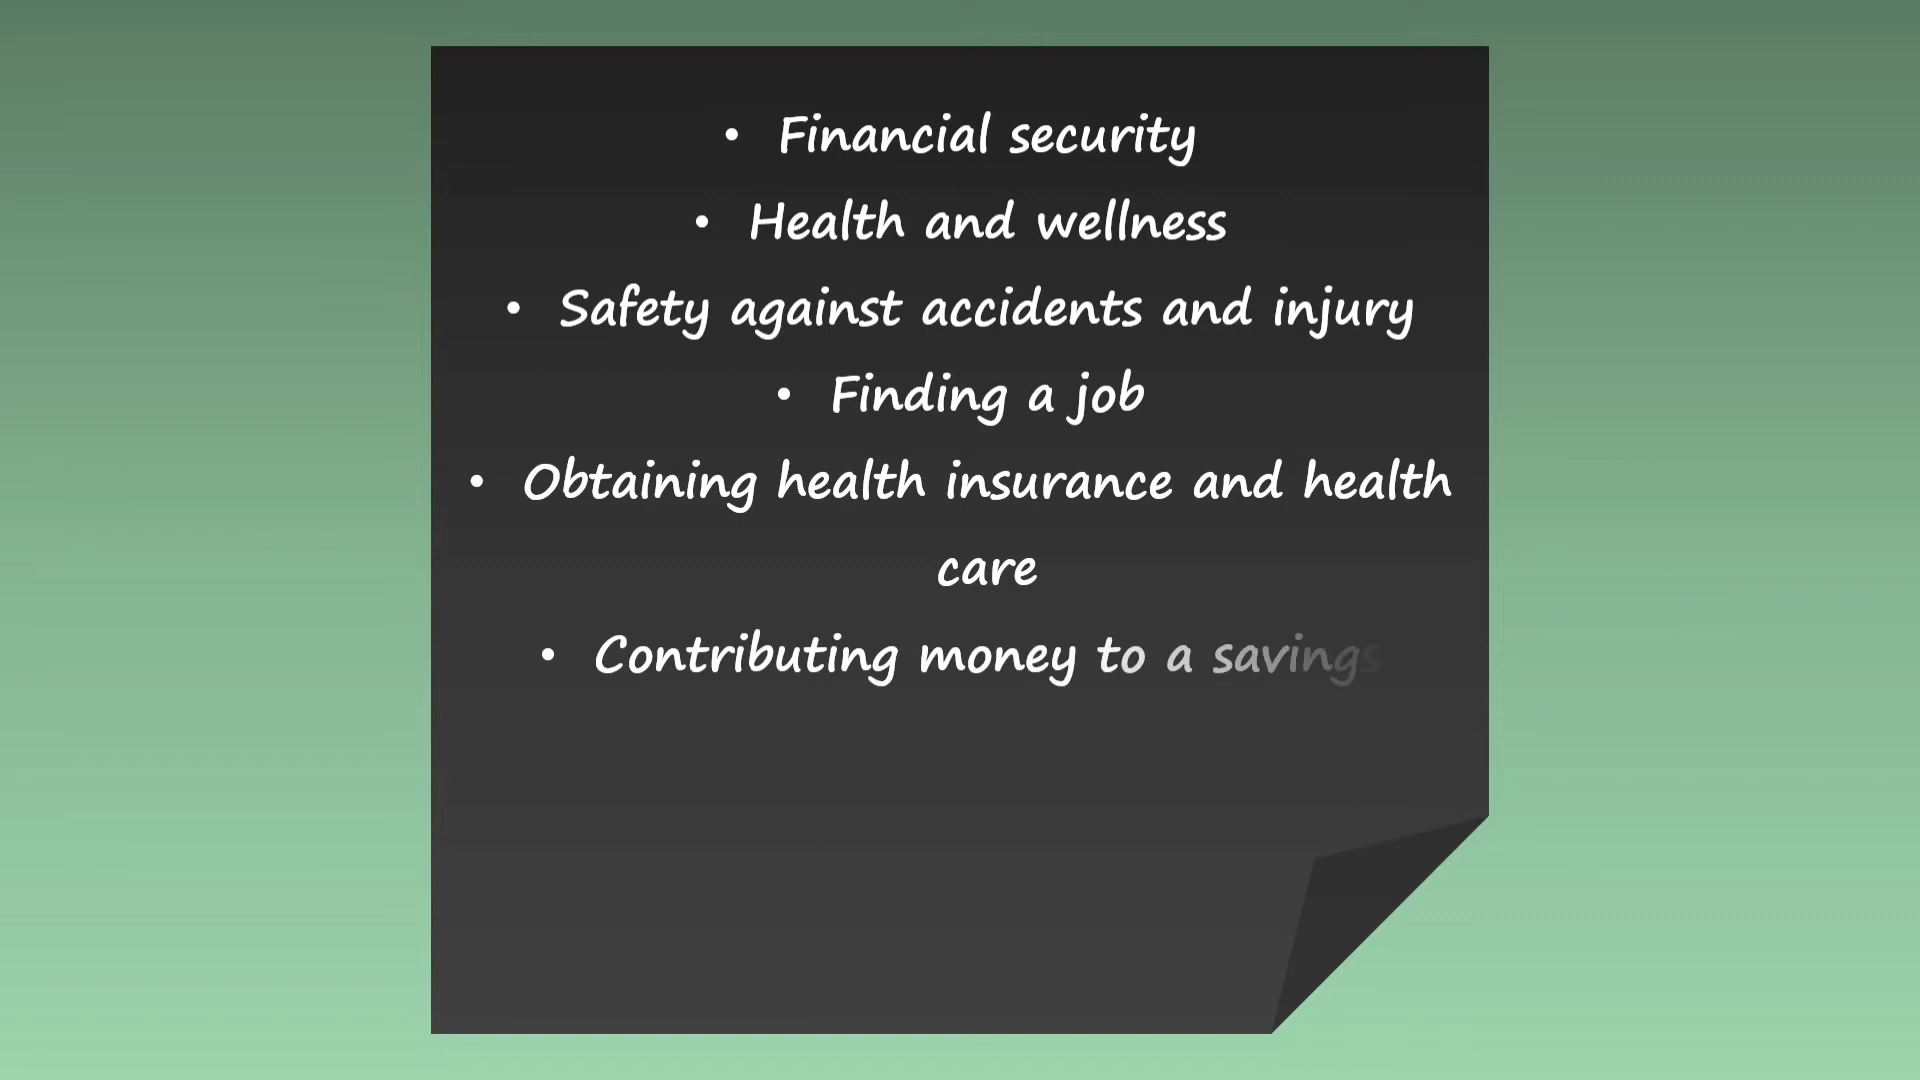 • Financial security
• Health and wellness
• Safety against accidents and injury
• Finding a job
• Obtaining health insurance and health
care
• Contributing money to a savings